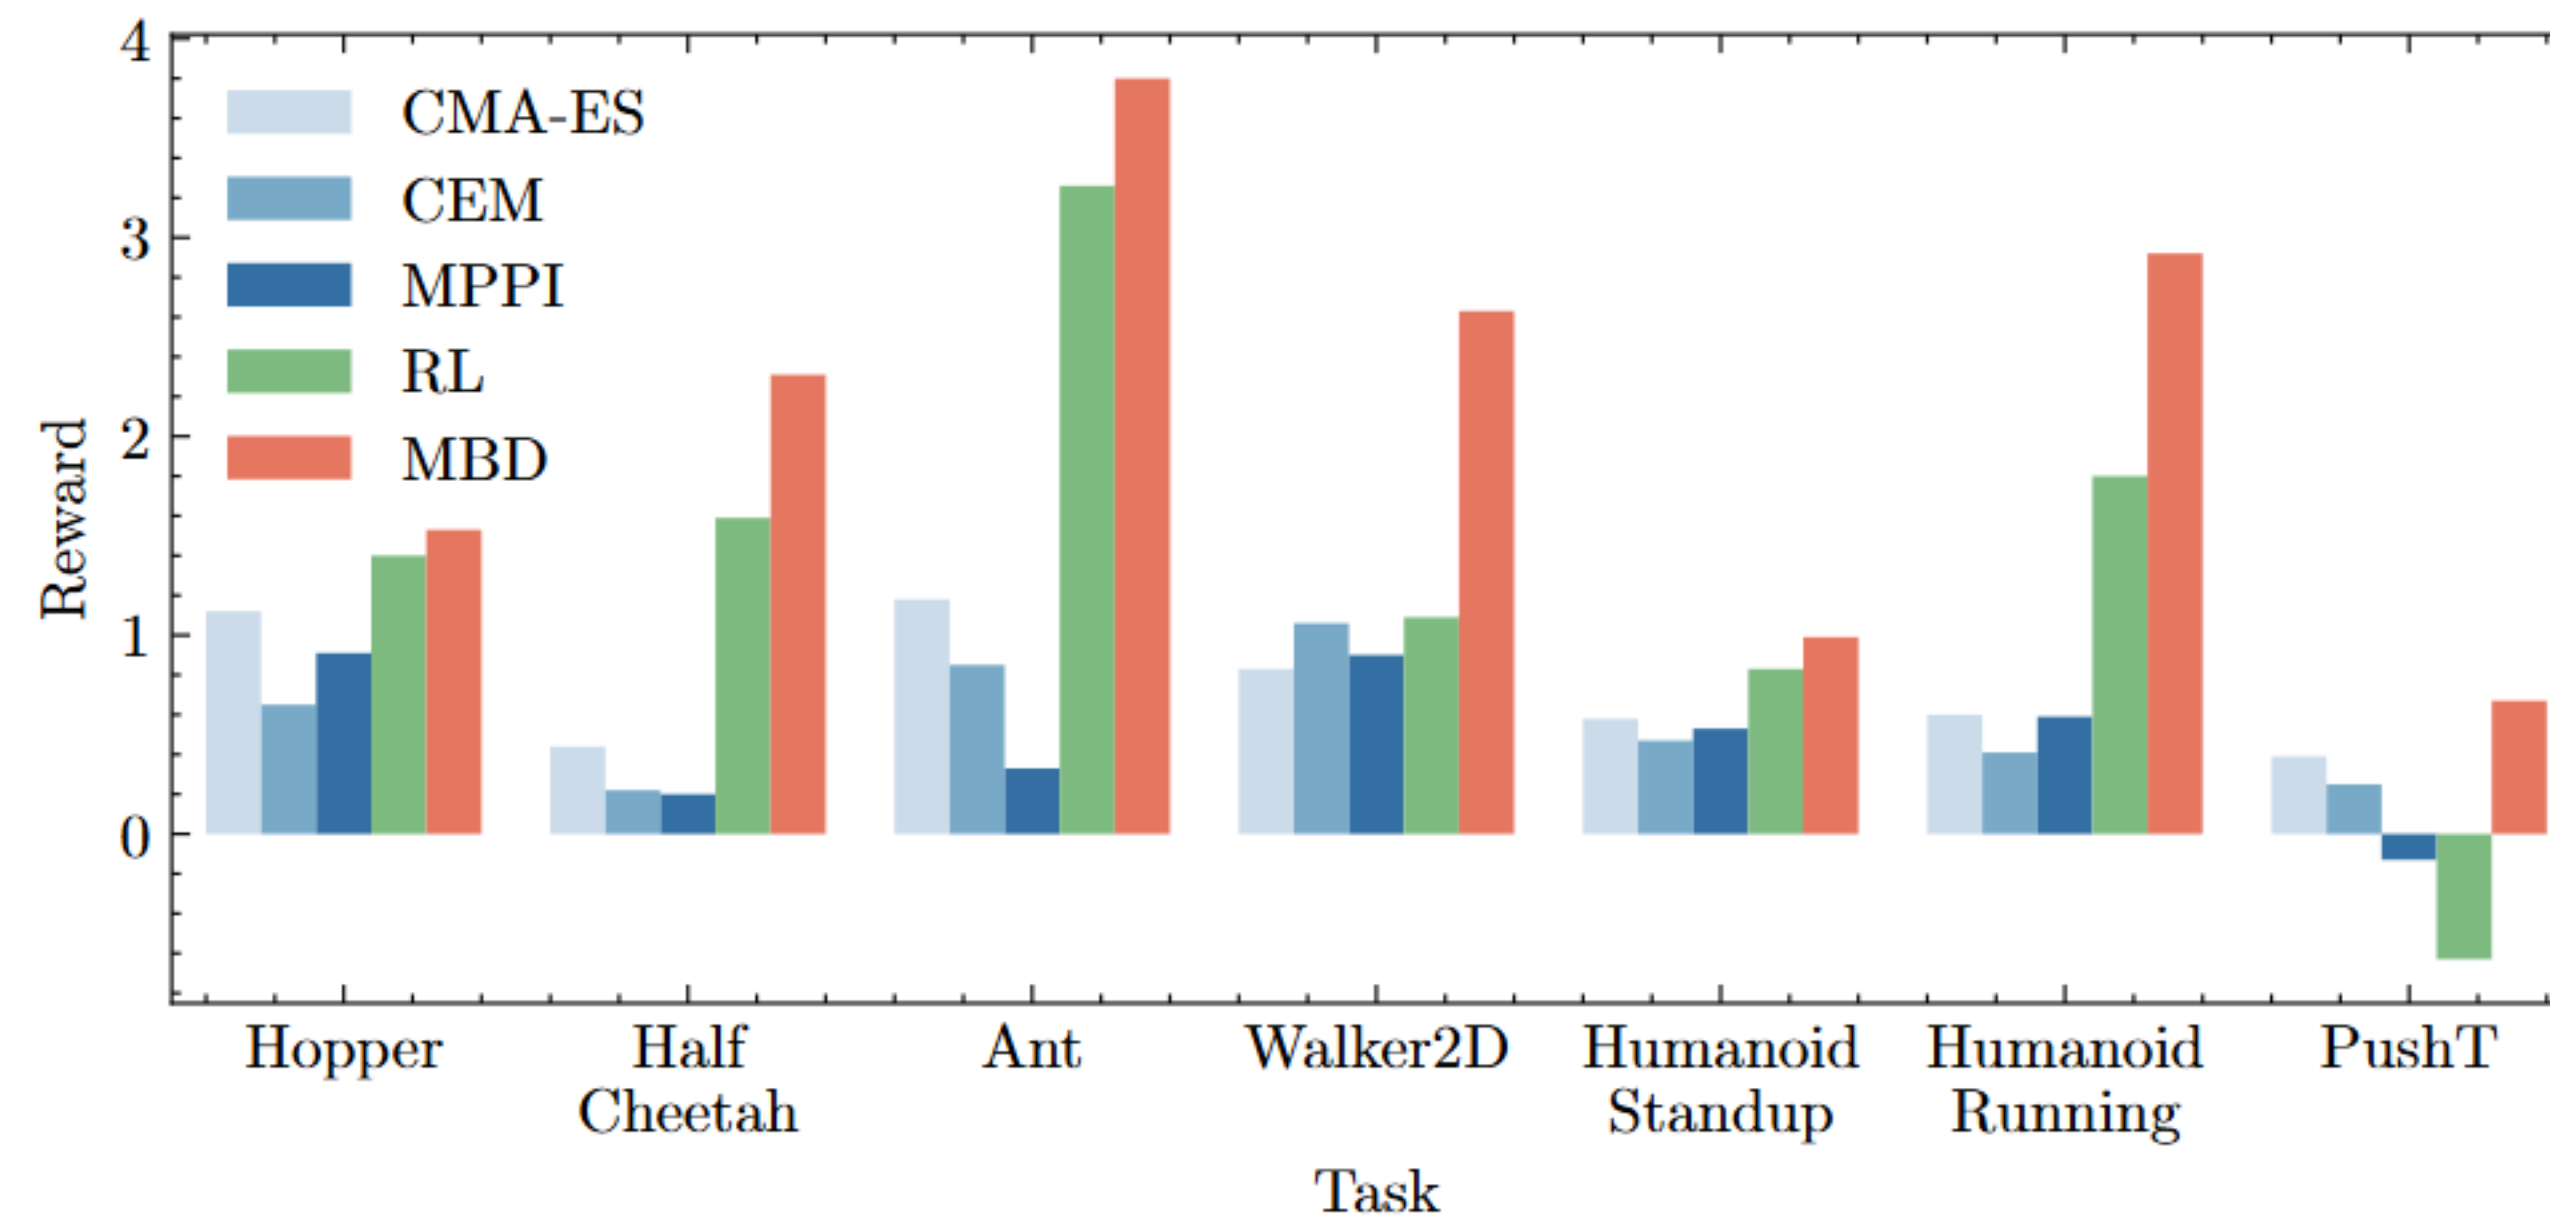 4
3
2
1
0
Reward
CMA-ES
CEM
MPPI
RL
MBD
Hopper
Half
Cheetah
Ant
Walker2D
Humanoid
Standup
Humanoid
Running
PushT
Task